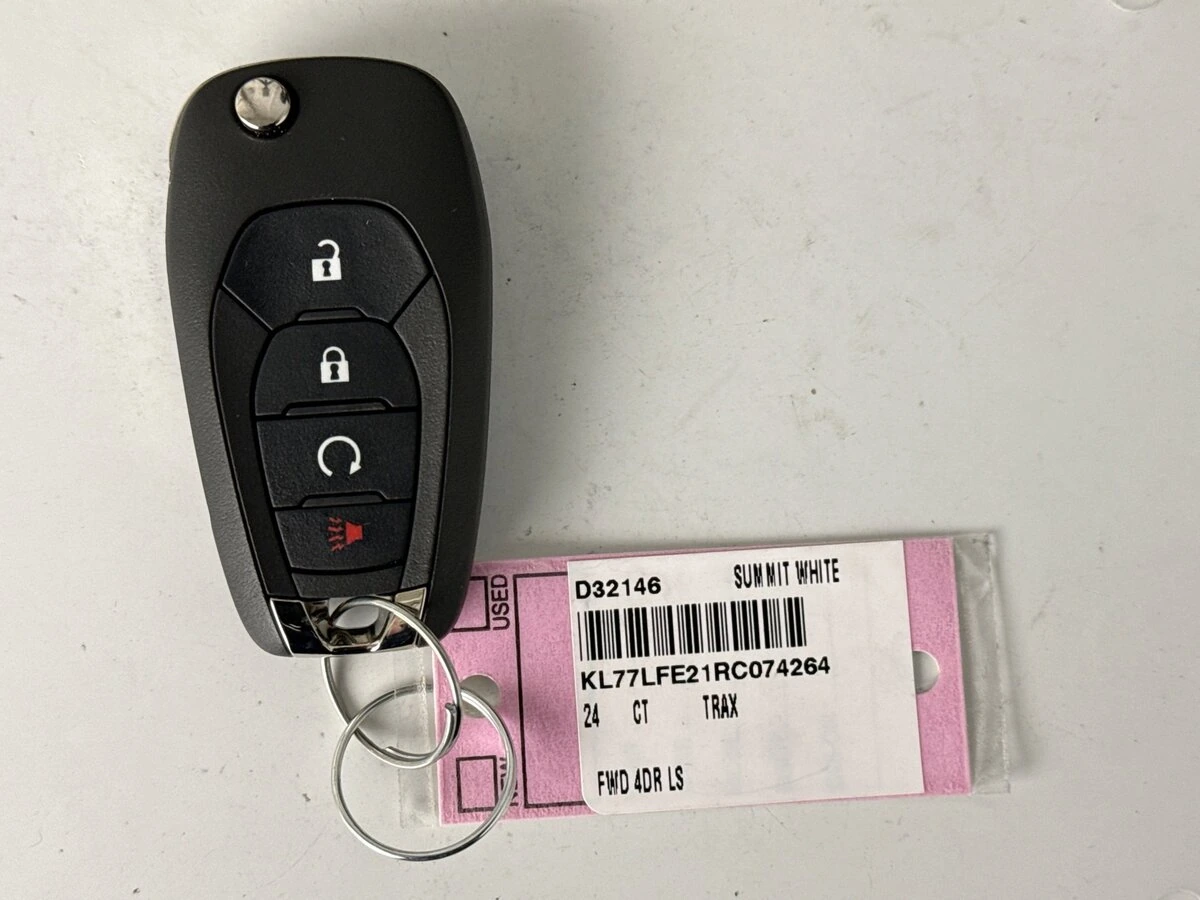 USED
D32146 SUMMIT WHITE
KL77LFE21RC074264
24 CT TRAX
FWD 4DR LS